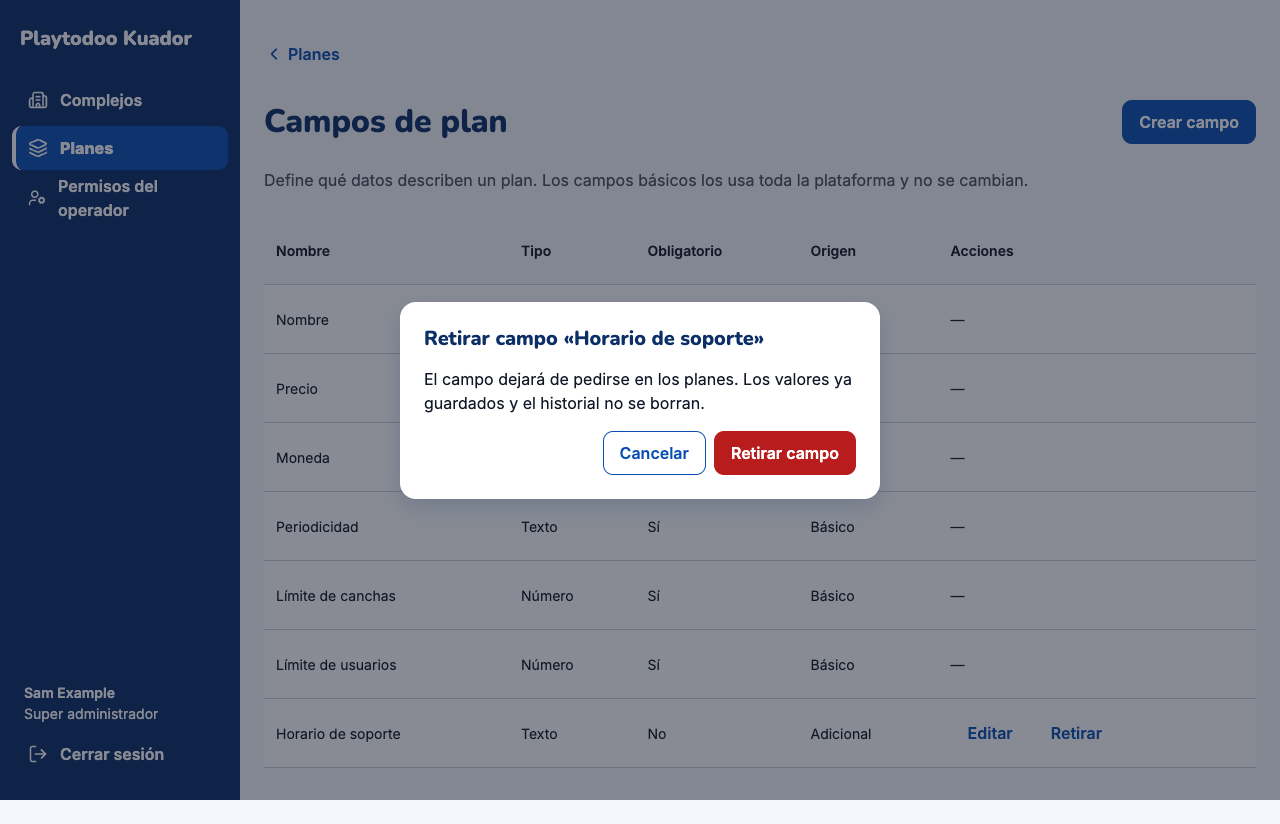 Playtodoo Kuador
Complejos
Planes
Permisos del
operador
Sam Example
Super administrador
Cerrar sesión
Planes
Campos de plan
Crear campo
Define qué datos describen un plan. Los campos básicos los usa toda la plataforma y no se cambian.
Nombre Tipo Obligatorio Origen Acciones
Nombre —
Precio —
Moneda —
Periodicidad Texto Sí Básico —
Límite de canchas Número Sí Básico —
Límite de usuarios Número Sí Básico —
Horario de soporte Texto No Adicional Editar Retirar
Retirar campo «Horario de soporte»
El campo dejará de pedirse en los planes. Los valores ya
guardados y el historial no se borran.
Cancelar Retirar campo